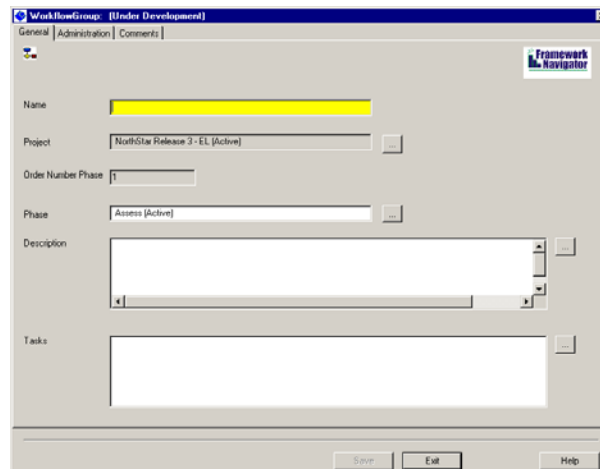 WorkflowGroup: (Under Development)
General Administration Comments
Framework
Navigator
Name
Project NorthStar Release 3 - EL (Active) ...
Order Number Phase 1
Phase Assess (Active) ...
Description ...
Tasks ...
Save Exit Help